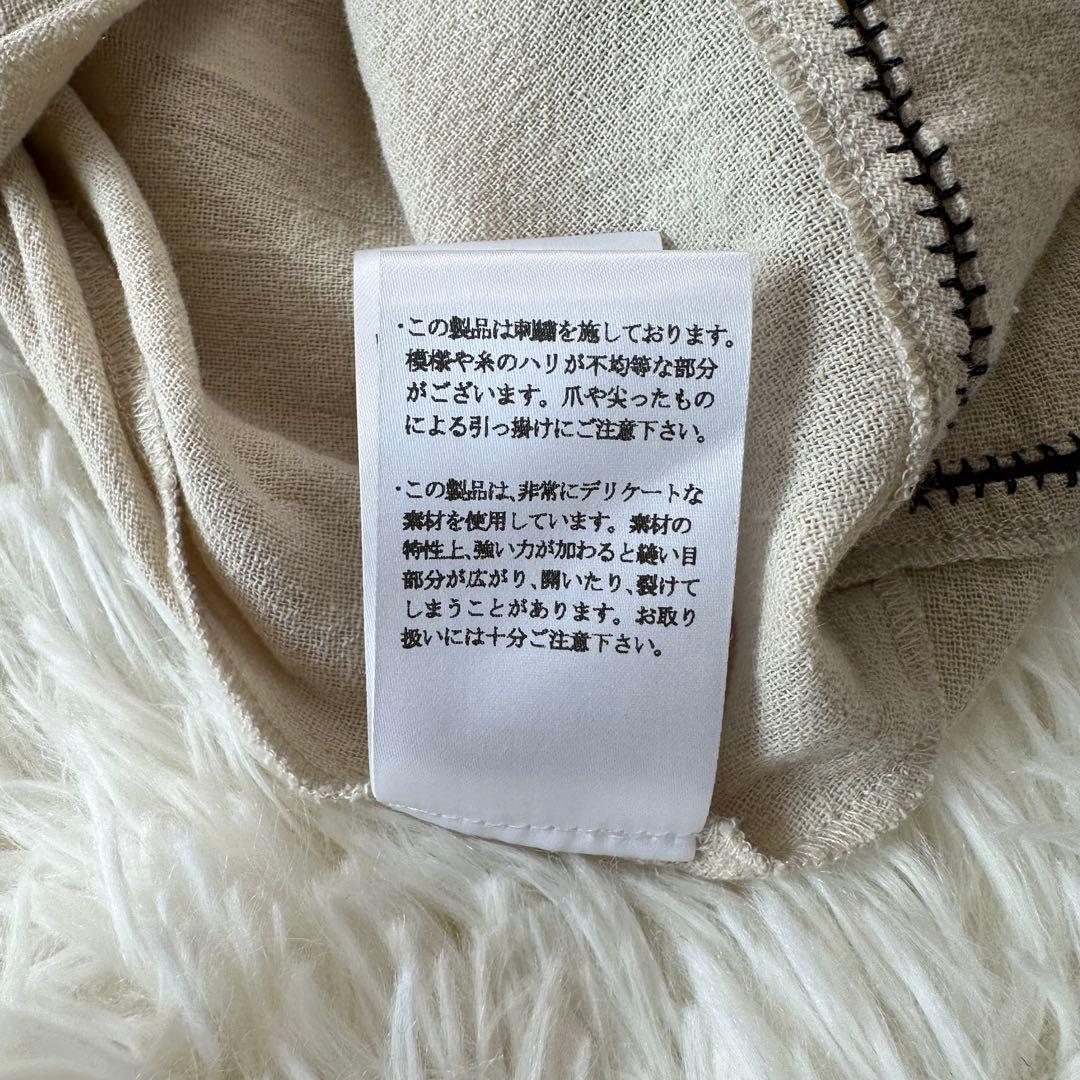 ・この製品は刺繍を施しております。
模様や糸のハリが不均等な部分
がございます。爪や尖ったもの
による引っ掛けにご注意下さい。
・この製品は、非常にデリケートな
素材を使用しています。素材の
特性上、強い力が加わると縫い目
部分が広がり、開いたり、裂けて
しまうことがあります。お取り
扱いには十分ご注意下さい。